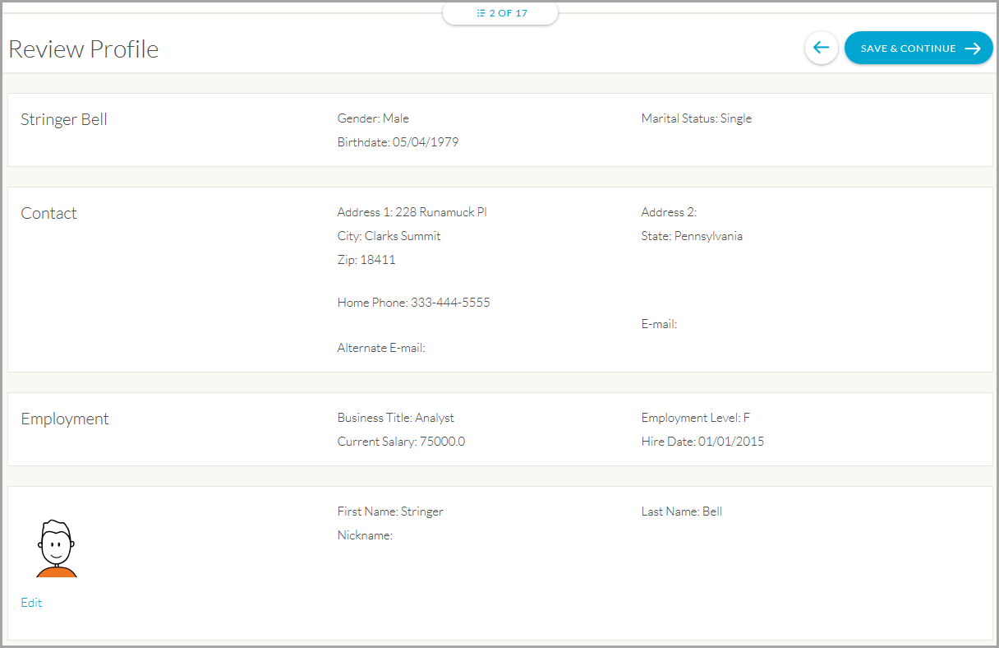 2 OF 17
Review Profile
SAVE & CONTINUE
Stringer Bell
Gender: Male
Marital Status: Single
Birthdate: 05/04/1979
Contact
Address 1: 228 Runamuck Pl
Address 2:
City: Clarks Summit
State: Pennsylvania
Zip: 18411
Home Phone: 333-444-5555
E-mail:
Alternate E-mail:
Employment
Business Title: Analyst
Employment Level: F
Current Salary: 75000.0
Hire Date: 01/01/2015
First Name: Stringer
Last Name: Bell
Nickname:
Edit